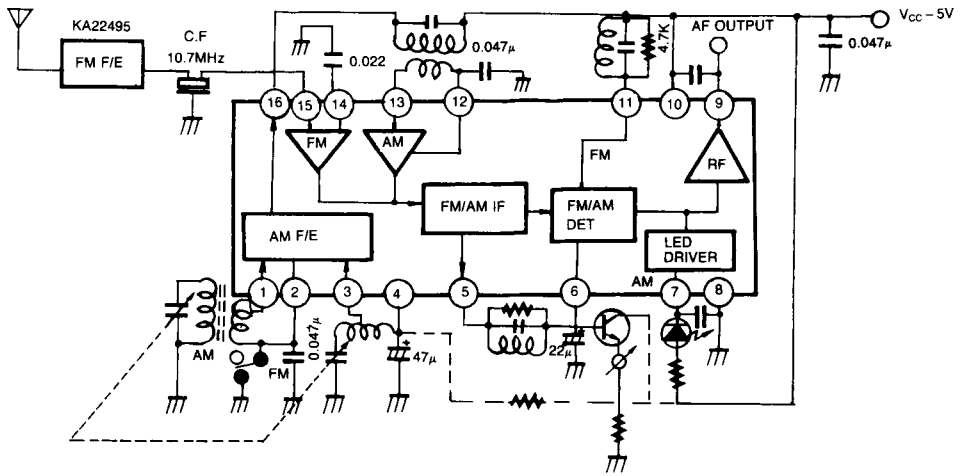 KA22495
FM F/E
C.F
10.7MHz
0.022
0.047μ
4.7K
AF OUTPUT
V_CC – 5V
0.047μ
16
15
14
13
12
11
10
9
FM
AM
FM
RF
AM F/E
FM/AM IF
FM/AM
DET
LED
DRIVER
AM
1
2
3
4
5
6
7
8
AM
FM
0.047μ
47μ
+
22μ